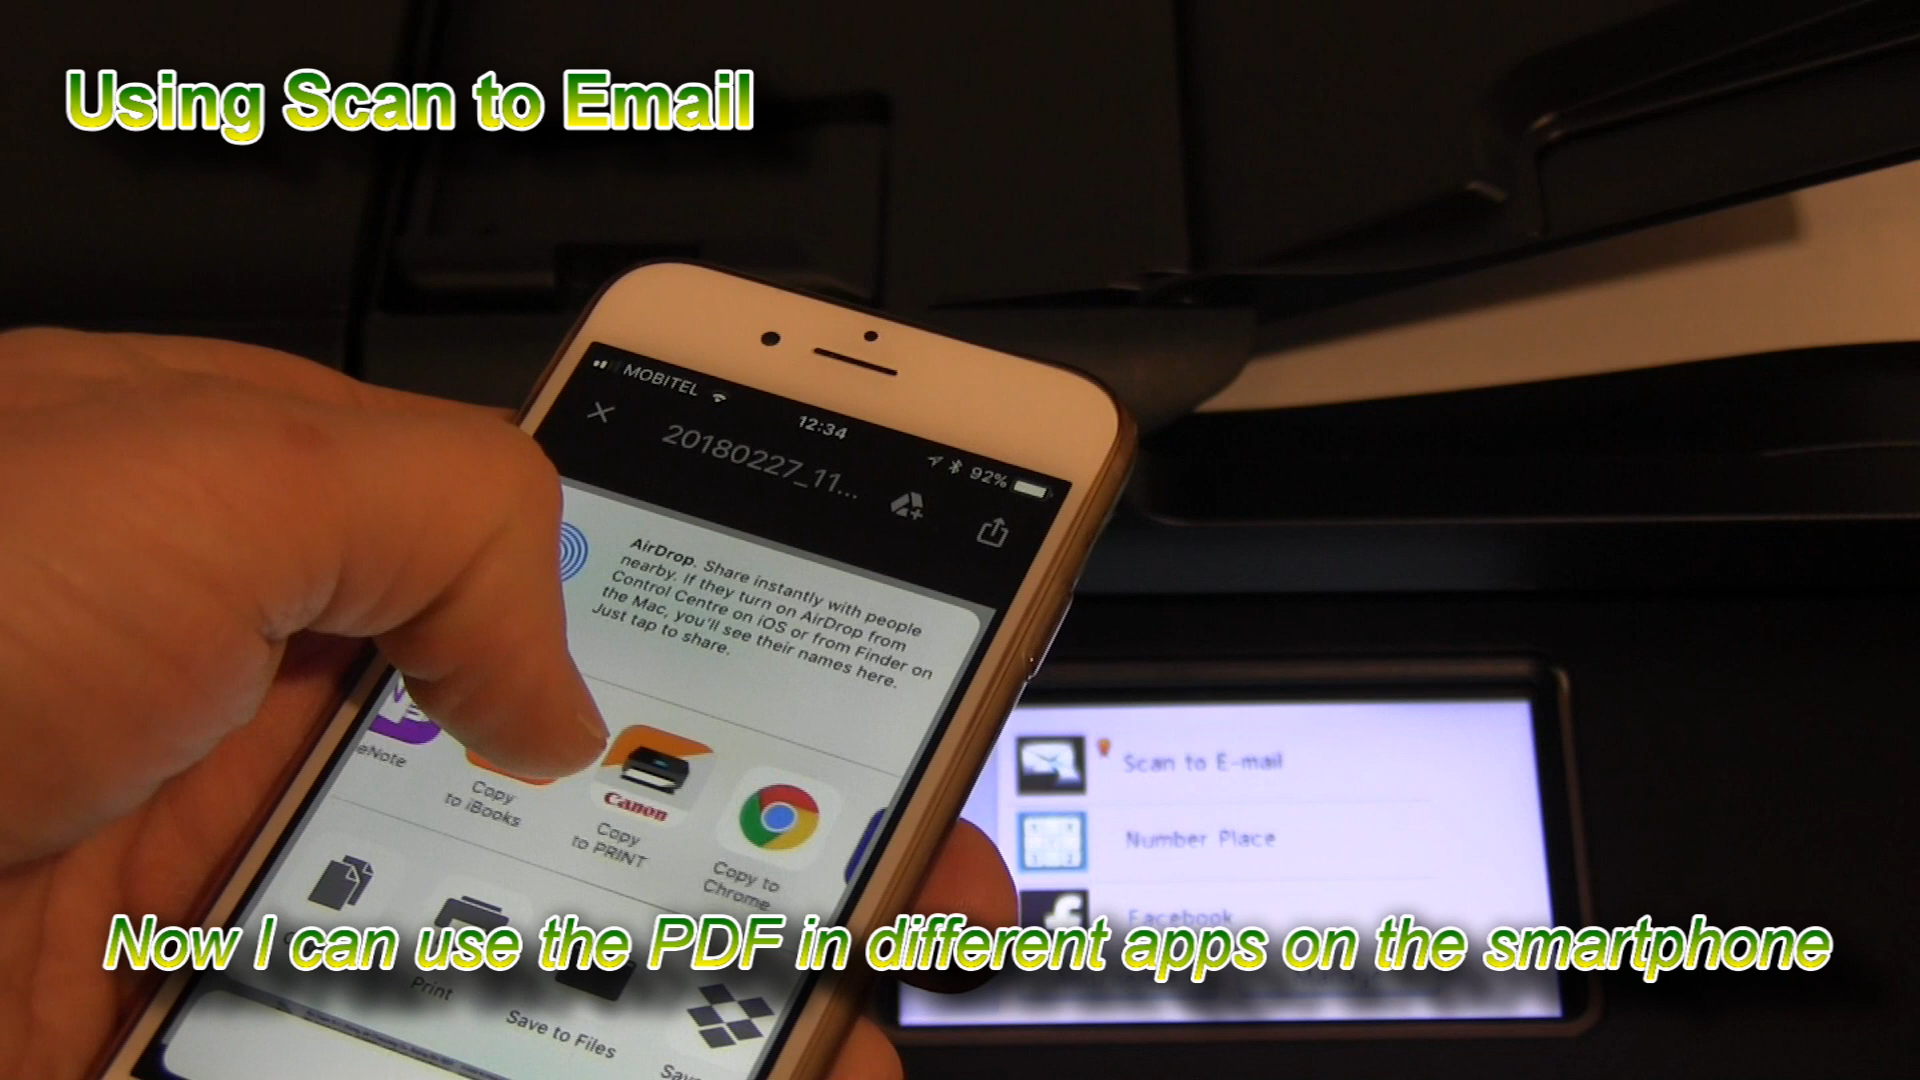 Using Scan to Email
MOBITEL
12:34
92%
20180227_11...
AirDrop. Share instantly with people
nearby. If they turn on AirDrop from
Control Centre on iOS or from Finder on
the Mac, you'll see their names here.
Just tap to share.
eNote
Copy
to iBooks
Canon
Copy
to PRINT
Copy to
Chrome
Print
Save to Files
Sav
Scan to E-mail
Number Place
Facebook
Now I can use the PDF in different apps on the smartphone